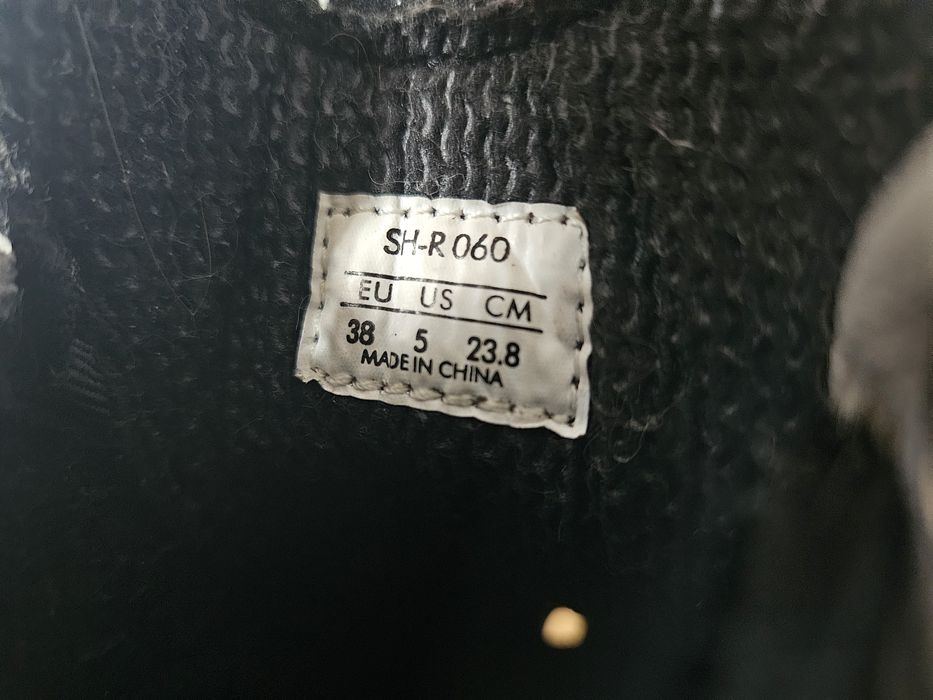 SH-R 060
EU US CM
38 5 23.8
MADE IN CHINA